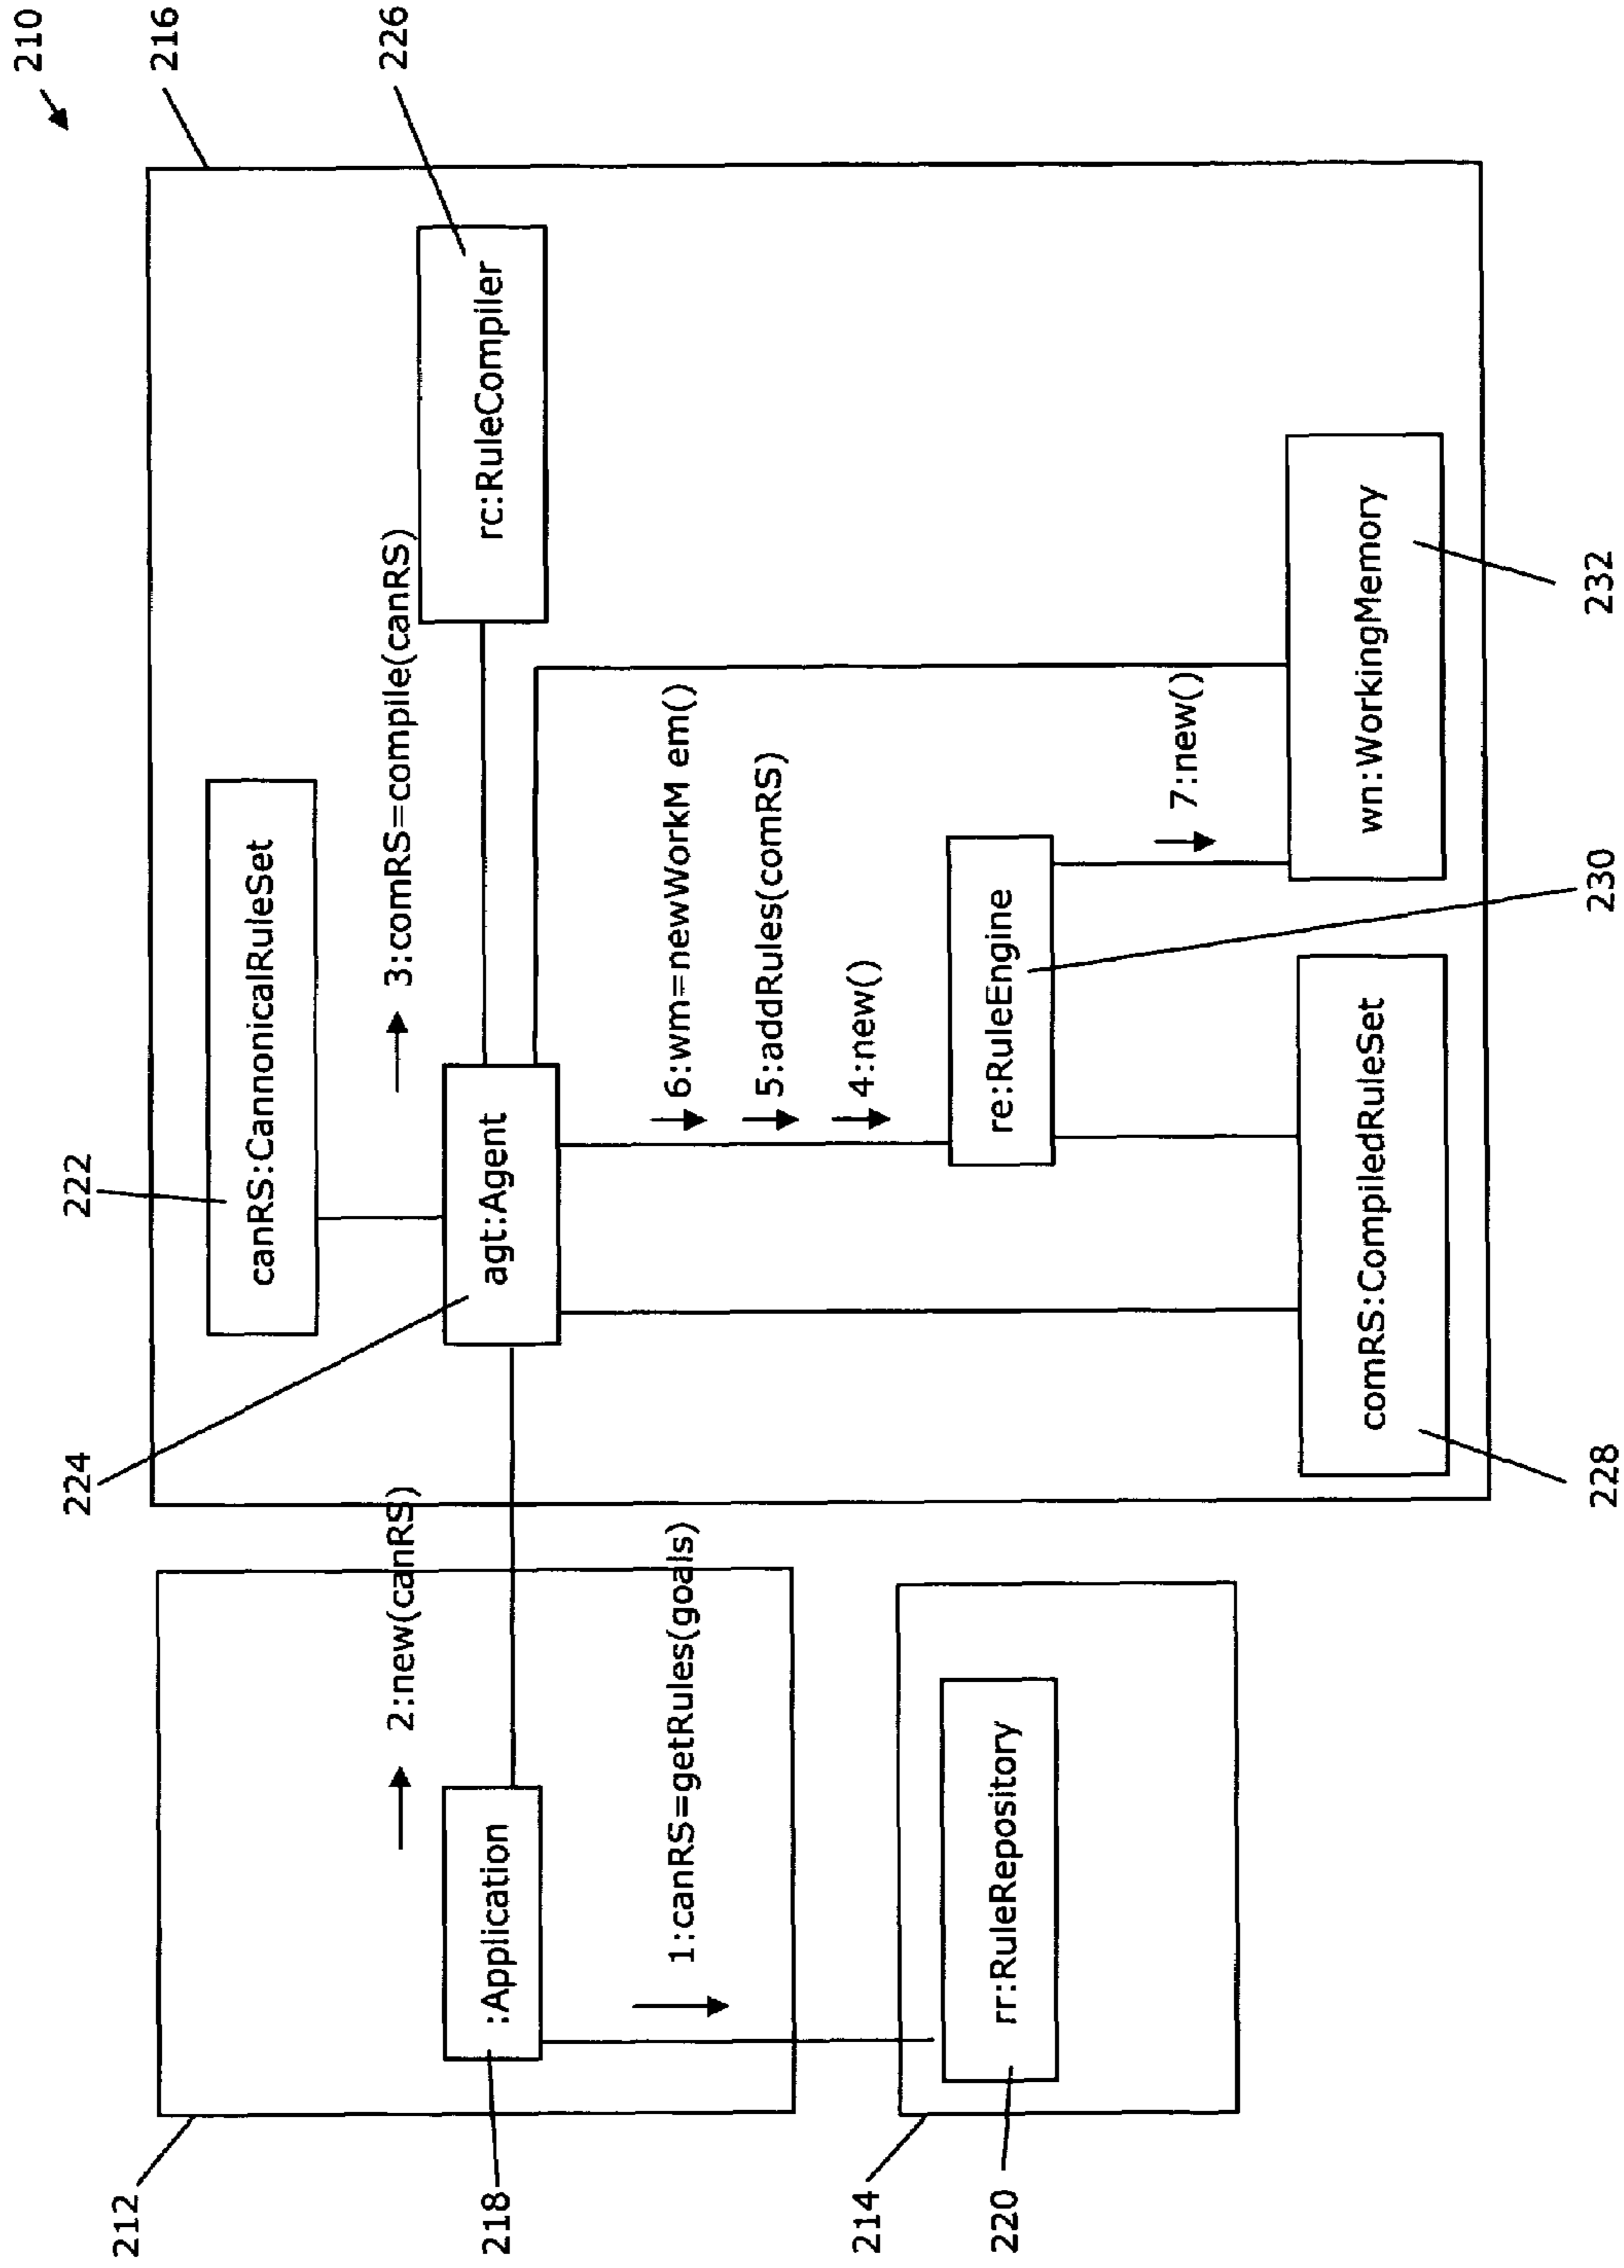 210
216
226
222
224
canRS:CannonicalRuleSet
3:comRS=compile(canRS)
rc:RuleCompiler
agt:Agent
6:wm=newWorkM em()
5:addRules(comRS)
4:new()
re:RuleEngine
7:new()
wn:WorkingMemory
comRS:CompiledRuleSet
232
230
228
2:new(canRS)
:Application
1:canRS=getRules(goals)
rr:RuleRepository
212
218
214
220